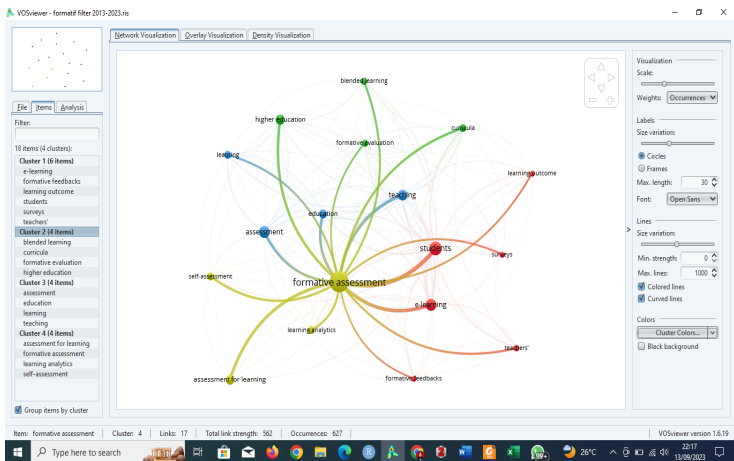 VOSviewer - formatif filter 2013-2023.ris
File Items Analysis
Filter:
18 items (4 clusters):
Cluster 1 (6 items)
e-learning
formative feedbacks
learning outcome
students
surveys
teachers'
Cluster 2 (4 items)
blended learning
curricula
formative evaluation
higher education
Cluster 3 (4 items)
assessment
education
learning
teaching
Cluster 4 (4 items)
assessment for learning
formative assessment
learning analytics
self-assessment
Group items by cluster
Network Visualization Overlay Visualization Density Visualization
blended learning
higher education
curricula
formative evaluation
learning
learning outcome
teaching
education
assessment
students
surveys
self-assessment
formative assessment
e-learning
learning analytics
teachers'
assessment for learning
formative feedbacks
Visualization
Scale:
Weights: Occurrences
Labels
Size variation:
Circles
Frames
Max. length: 30
Font: Open Sans
Lines
Size variation:
Min. strength: 0
Max. lines: 1000
Colored lines
Curved lines
Colors
Cluster Colors...
Black background
Item: formative assessment Cluster: 4 Links: 17 Total link strength: 562 Occurrences: 627 VOSviewer version 1.6.19
Type here to search 99+ 26°C 22:17
13/09/2023